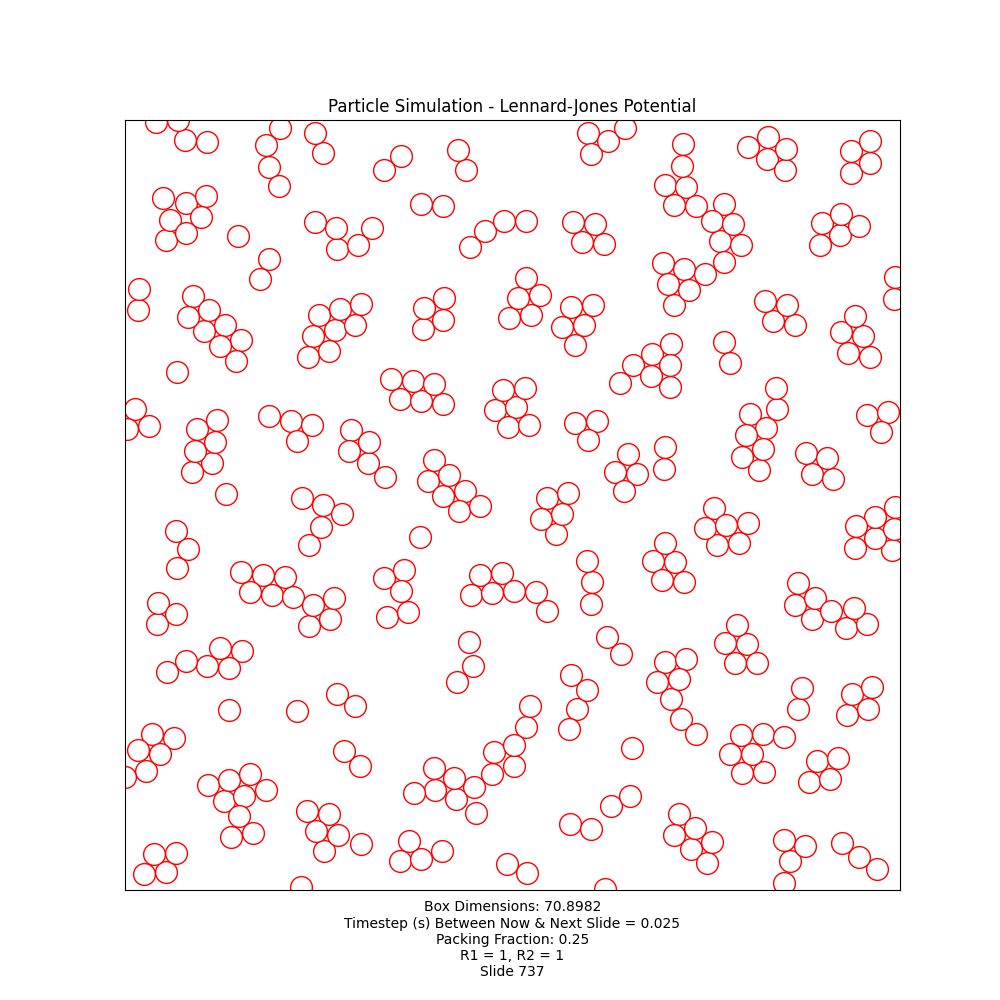 Particle Simulation - Lennard-Jones Potential
Box Dimensions: 70.8982
Timestep (s) Between Now & Next Slide = 0.025
Packing Fraction: 0.25
R1 = 1, R2 = 1
Slide 737